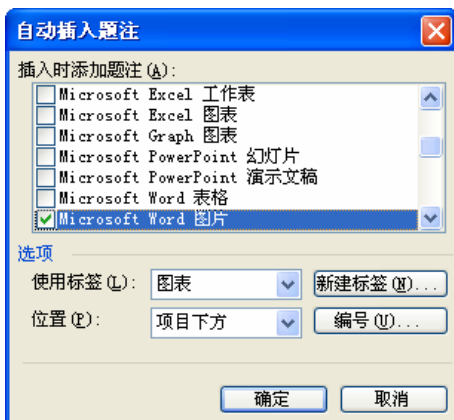 自动插入题注
插入时添加题注(A):
Microsoft Excel 工作表
Microsoft Excel 图表
Microsoft Graph 图表
Microsoft PowerPoint 幻灯片
Microsoft PowerPoint 演示文稿
Microsoft Word 表格
Microsoft Word 图片
选项
使用标签(L): 图表 新建标签(N)...
位置(P): 项目下方 编号(U)...
确定 取消